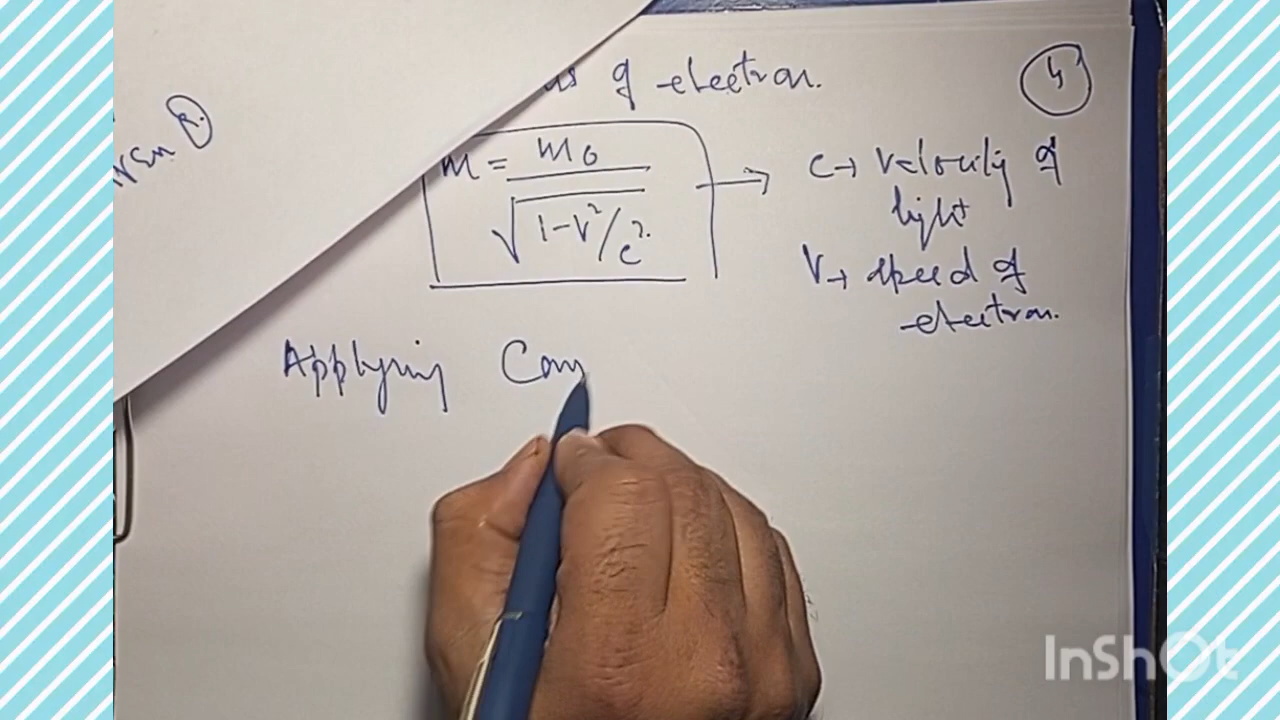 of electron.
4
m = m₀ / √1-v²/c². → c → Velocity of
light
V → speed of
electron.
Applying Con
InShOt